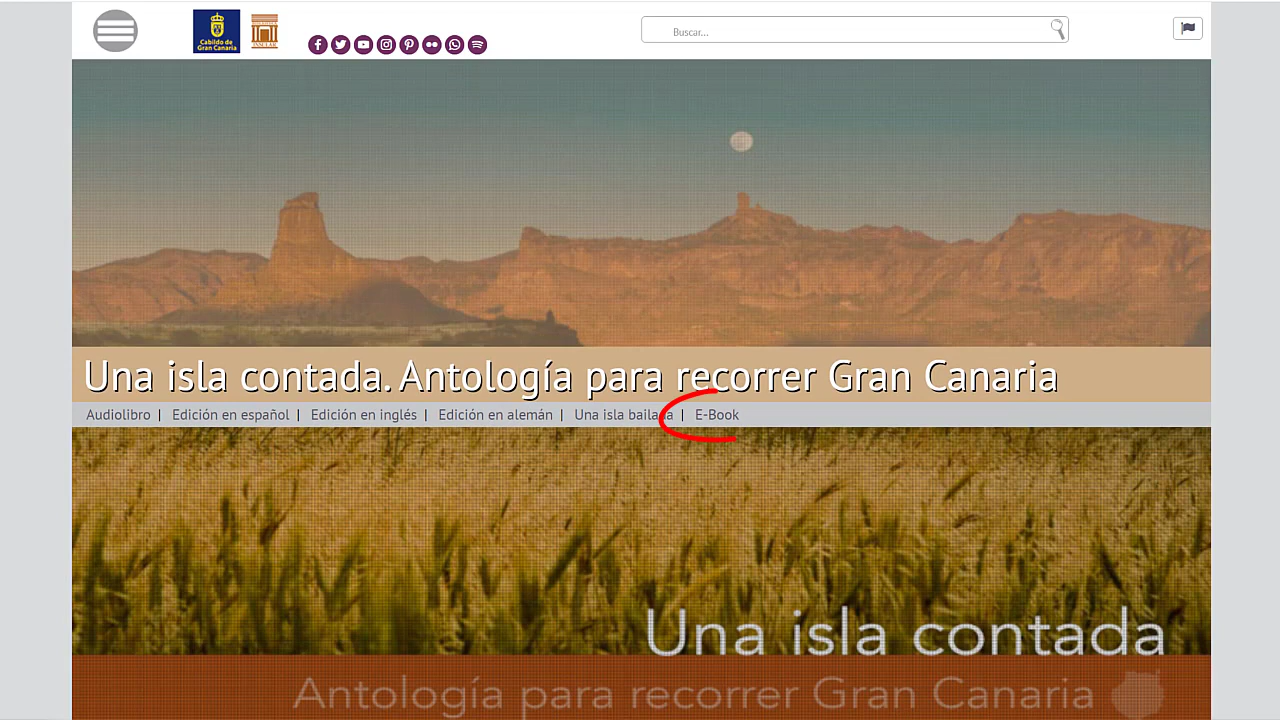 Cabildo de
Gran Canaria
Buscar...
Una isla contada. Antología para recorrer Gran Canaria
Audiolibro | Edición en español | Edición en inglés | Edición en alemán | Una isla bailada | E-Book
Una isla contada
Antología para recorrer Gran Canaria